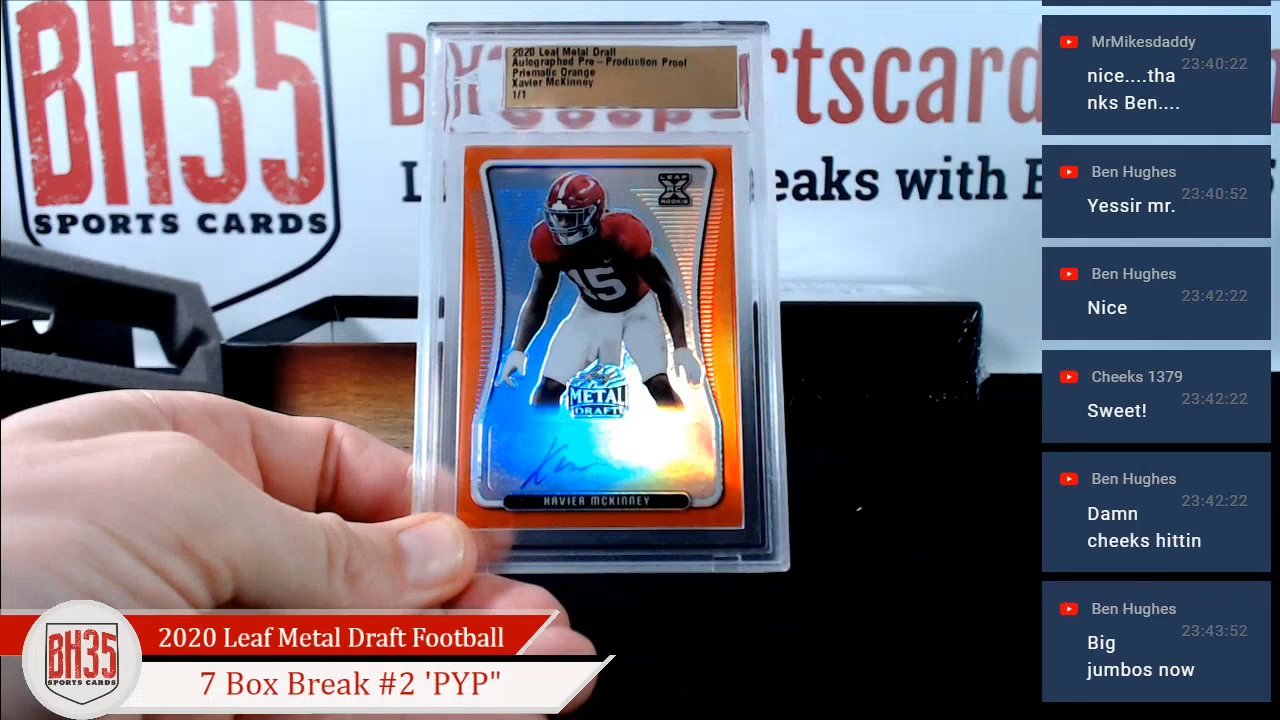 BH35
SPORTS CARDS
2020 Leaf Metal Draft
Autographed Pre-Production Proof
Prismatic Orange
Xavier McKinney
1/1
rtscard
eaks with
LEAF
ROOKIE
15
METAL
DRAFT
XAVIER MCKINNEY
2020 Leaf Metal Draft Football
7 Box Break #2 'PYP"
BH35
SPORTS CARDS
MrMikesdaddy
23:40:22
nice....tha
nks Ben....
Ben Hughes
23:40:52
Yessir mr.
Ben Hughes
23:42:22
Nice
Cheeks 1379
23:42:22
Sweet!
Ben Hughes
23:42:22
Damn
cheeks hittin
Ben Hughes
23:43:52
Big
jumbos now